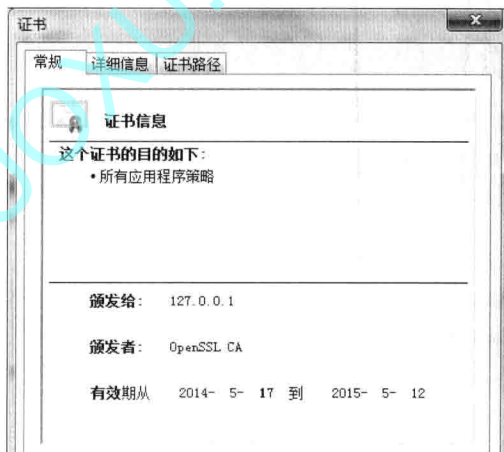 证书
常规 详细信息 证书路径
证书信息
这个证书的目的如下:
•所有应用程序策略
颁发给: 127.0.0.1
颁发者: OpenSSL CA
有效期从 2014- 5- 17 到 2015- 5- 12